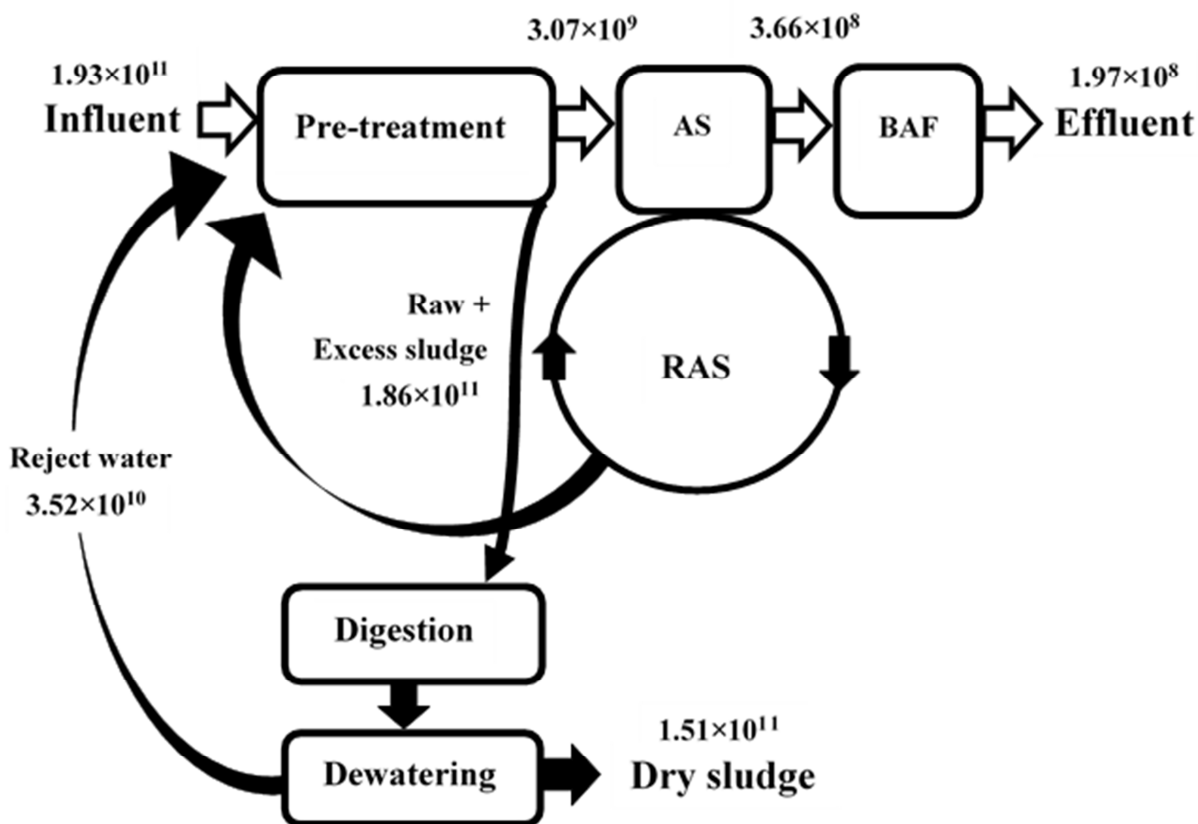 3.07×10⁹
3.66×10⁸
1.93×10¹¹
Influent
Pre-treatment
AS
BAF
1.97×10⁸
Effluent
Raw +
Excess sludge
1.86×10¹¹
RAS
Reject water
3.52×10¹⁰
Digestion
Dewatering
1.51×10¹¹
Dry sludge